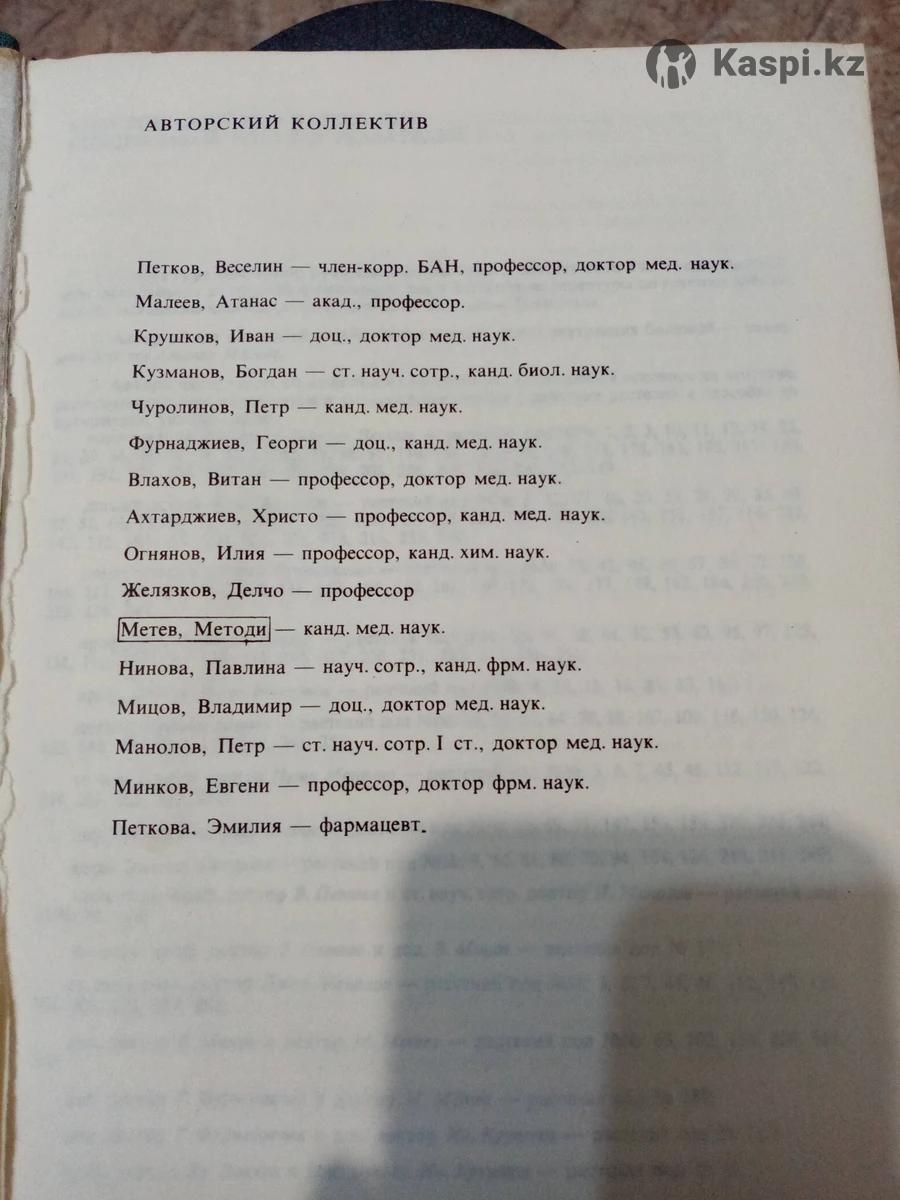 Kaspi.kz
АВТОРСКИЙ КОЛЛЕКТИВ
Петков, Веселин — член-корр. БАН, профессор, доктор мед. наук.
Малеев, Атанас — акад., профессор.
Крушков, Иван — доц., доктор мед. наук.
Кузманов, Богдан — ст. науч. сотр., канд. биол. наук.
Чуролинов, Петр — канд. мед. наук.
Фурнаджиев, Георги — доц., канд. мед. наук.
Влахов, Витан — профессор, доктор мед. наук.
Ахтарджиев, Христо — профессор, канд. мед. наук.
Огнянов, Илия — профессор, канд. хим. наук.
Желязков, Делчо — профессор
Метев, Методи — канд. мед. наук.
Нинова, Павлина — науч. сотр., канд. фрм. наук.
Мицов, Владимир — доц., доктор мед. наук.
Манолов, Петр — ст. науч. сотр. I ст., доктор мед. наук.
Минков, Евгени — профессор, доктор фрм. наук.
Петкова, Эмилия — фармацевт.